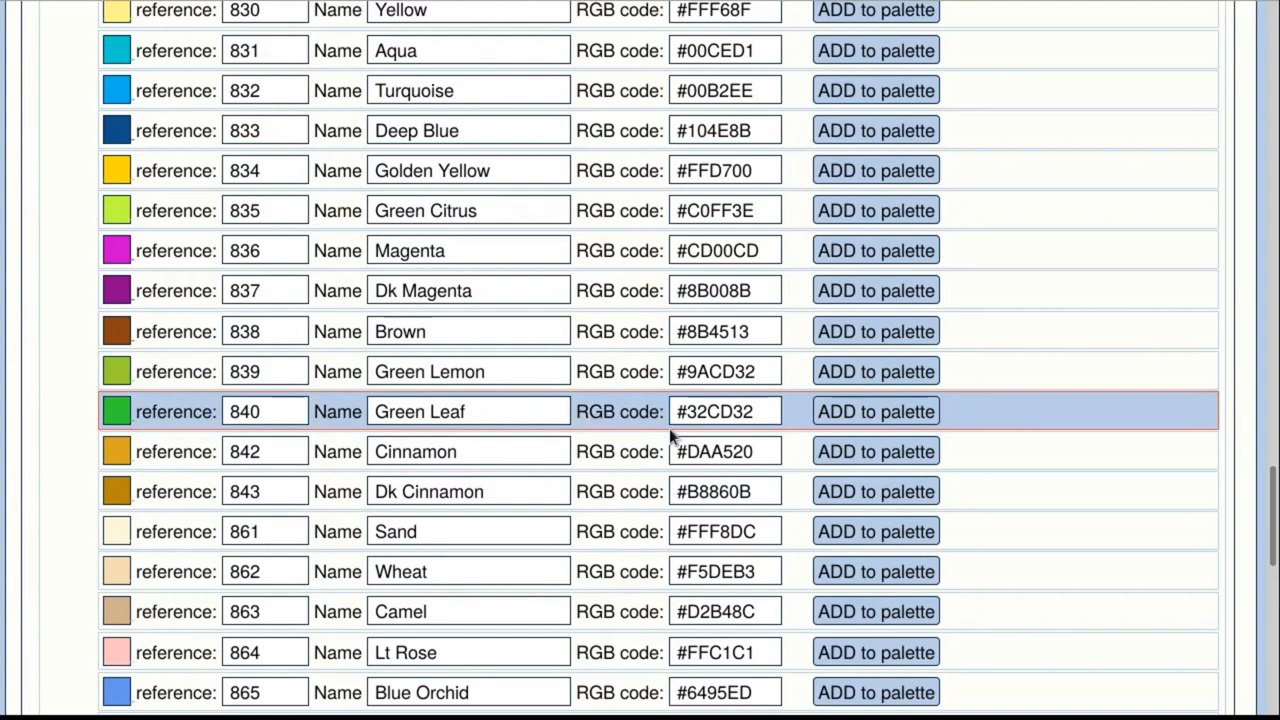 reference: 830 Name Yellow RGB code: #FFF68F ADD to palette
reference: 831 Name Aqua RGB code: #00CED1 ADD to palette
reference: 832 Name Turquoise RGB code: #00B2EE ADD to palette
reference: 833 Name Deep Blue RGB code: #104E8B ADD to palette
reference: 834 Name Golden Yellow RGB code: #FFD700 ADD to palette
reference: 835 Name Green Citrus RGB code: #C0FF3E ADD to palette
reference: 836 Name Magenta RGB code: #CD00CD ADD to palette
reference: 837 Name Dk Magenta RGB code: #8B008B ADD to palette
reference: 838 Name Brown RGB code: #8B4513 ADD to palette
reference: 839 Name Green Lemon RGB code: #9ACD32 ADD to palette
reference: 840 Name Green Leaf RGB code: #32CD32 ADD to palette
reference: 842 Name Cinnamon RGB code: #DAA520 ADD to palette
reference: 843 Name Dk Cinnamon RGB code: #B8860B ADD to palette
reference: 861 Name Sand RGB code: #FFF8DC ADD to palette
reference: 862 Name Wheat RGB code: #F5DEB3 ADD to palette
reference: 863 Name Camel RGB code: #D2B48C ADD to palette
reference: 864 Name Lt Rose RGB code: #FFC1C1 ADD to palette
reference: 865 Name Blue Orchid RGB code: #6495ED ADD to palette